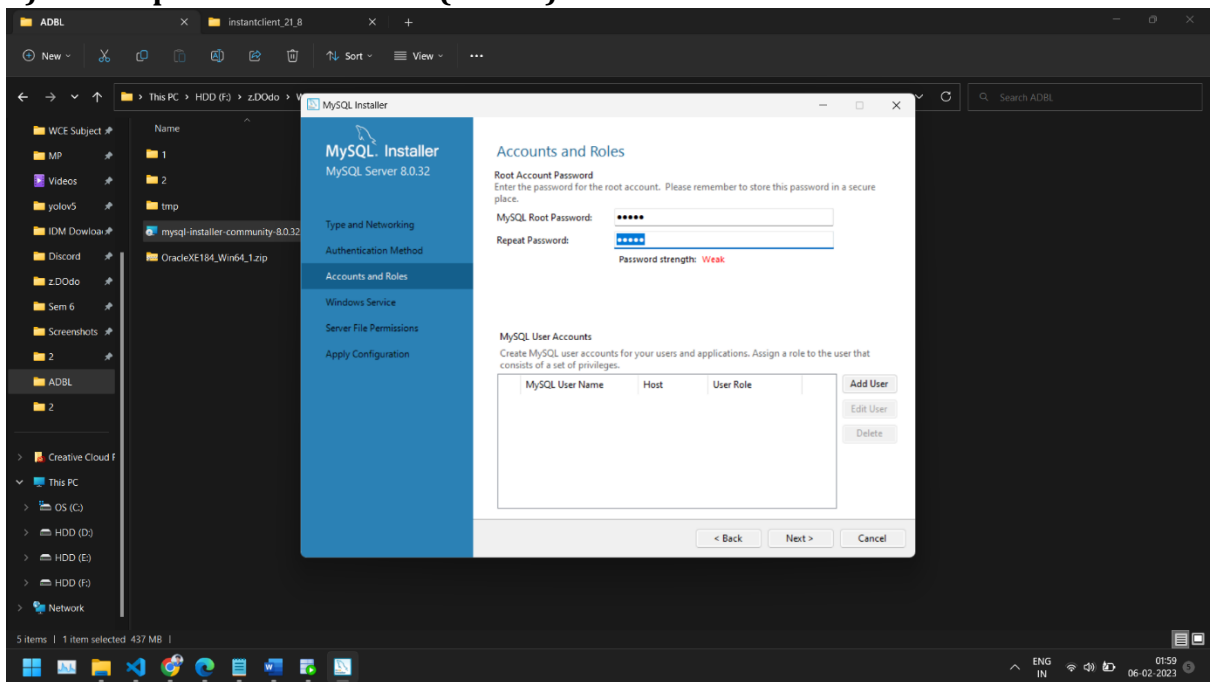 ADBL
instantclient_21_8
New
Sort
View
This PC > HDD (F:) > z.DOdo >
Search ADBL
WCE Subject
MP
Videos
yolov5
IDM Dowloa
Discord
z.DOdo
Sem 6
Screenshots
2
ADBL
2
Creative Cloud F
This PC
OS (C:)
HDD (D:)
HDD (E:)
HDD (F:)
Network
Name
1
2
tmp
mysql-installer-community-8.0.32
OracleXE184_Win64_1.zip
MySQL Installer
MySQL. Installer
MySQL Server 8.0.32
Type and Networking
Authentication Method
Accounts and Roles
Windows Service
Server File Permissions
Apply Configuration
Accounts and Roles
Root Account Password
Enter the password for the root account. Please remember to store this password in a secure
place.
MySQL Root Password: •••••
Repeat Password: •••••
Password strength: Weak
MySQL User Accounts
Create MySQL user accounts for your users and applications. Assign a role to the user that
consists of a set of privileges.
MySQL User Name Host User Role
Add User
Edit User
Delete
< Back Next > Cancel
5 items | 1 item selected 437 MB |
ENG
IN
01:59
06-02-2023
5